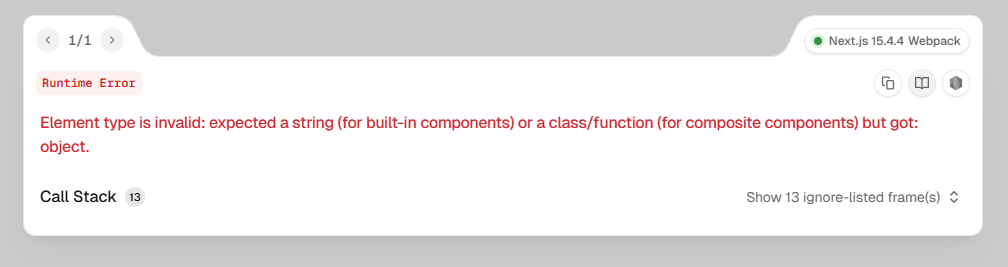 1/1
Next.js 15.4.4 Webpack
Runtime Error
Element type is invalid: expected a string (for built-in components) or a class/function (for composite components) but got:
object.
Call Stack 13
Show 13 ignore-listed frame(s)